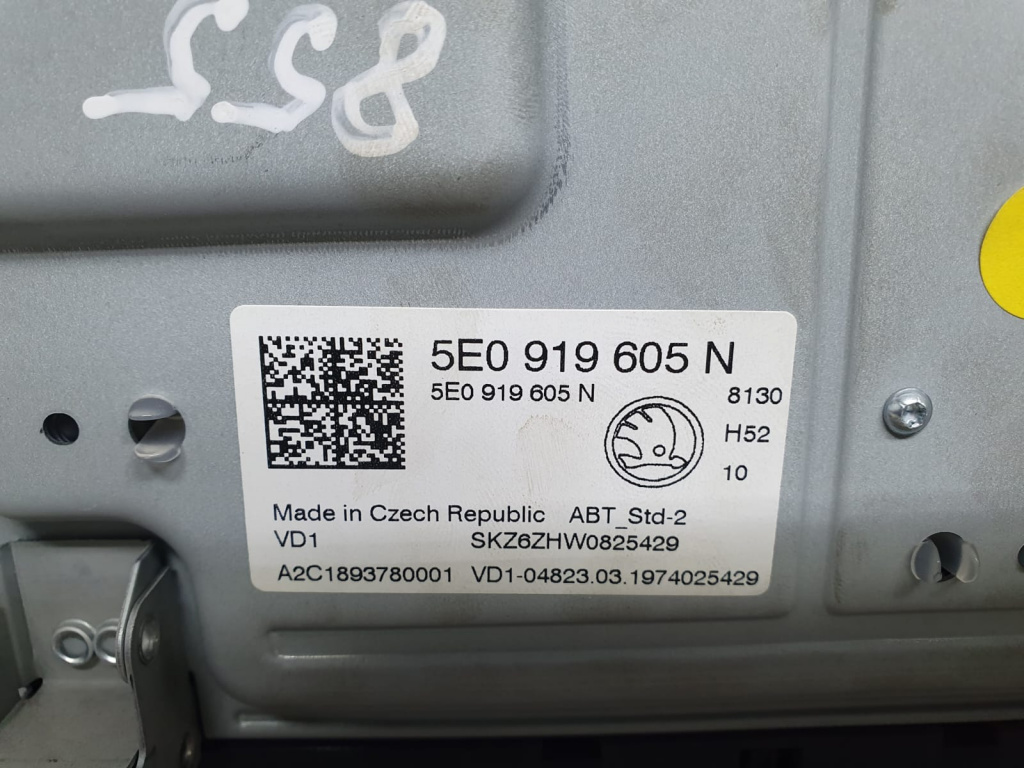 855
5E0 919 605 N
5E0 919 605 N
8130
H52
10
Made in Czech Republic ABT_Std-2
VD1 SKZ6ZHW0825429
A2C1893780001 VD1-04823.03.1974025429